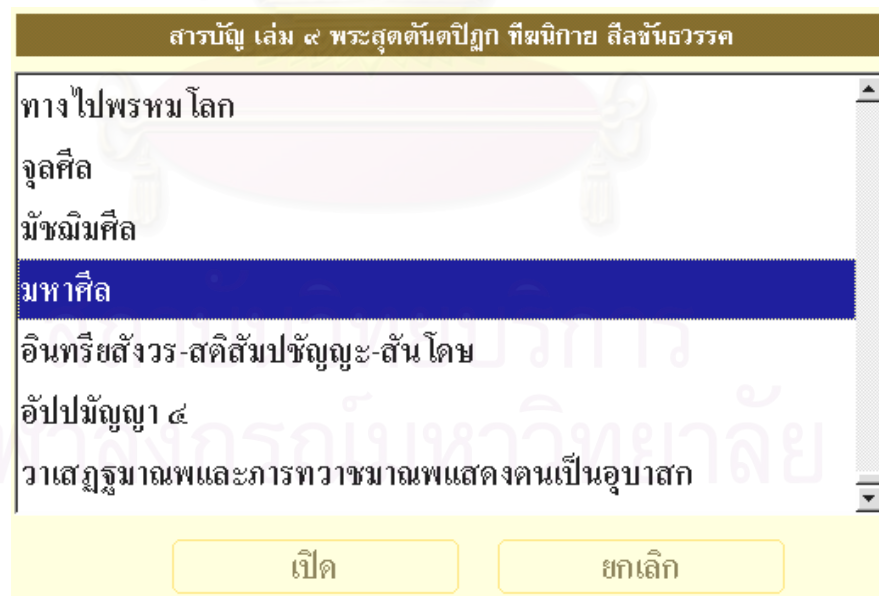 สารบัญ เล่ม ๙ พระสุตตันตปิฎก ทีฆนิกาย สีลขันธวรรค
ทางไปพรหมโลก
จุลศีล
มัชฌิมศีล
มหาศีล
อินทรียสังวร-สติสัมปชัญญะ-สันโดษ
อัปปมัญญา ๔
วาเสฏฐมาณพและภารทวาชมาณพแสดงตนเป็นอุบาสก
เปิด
ยกเลิก